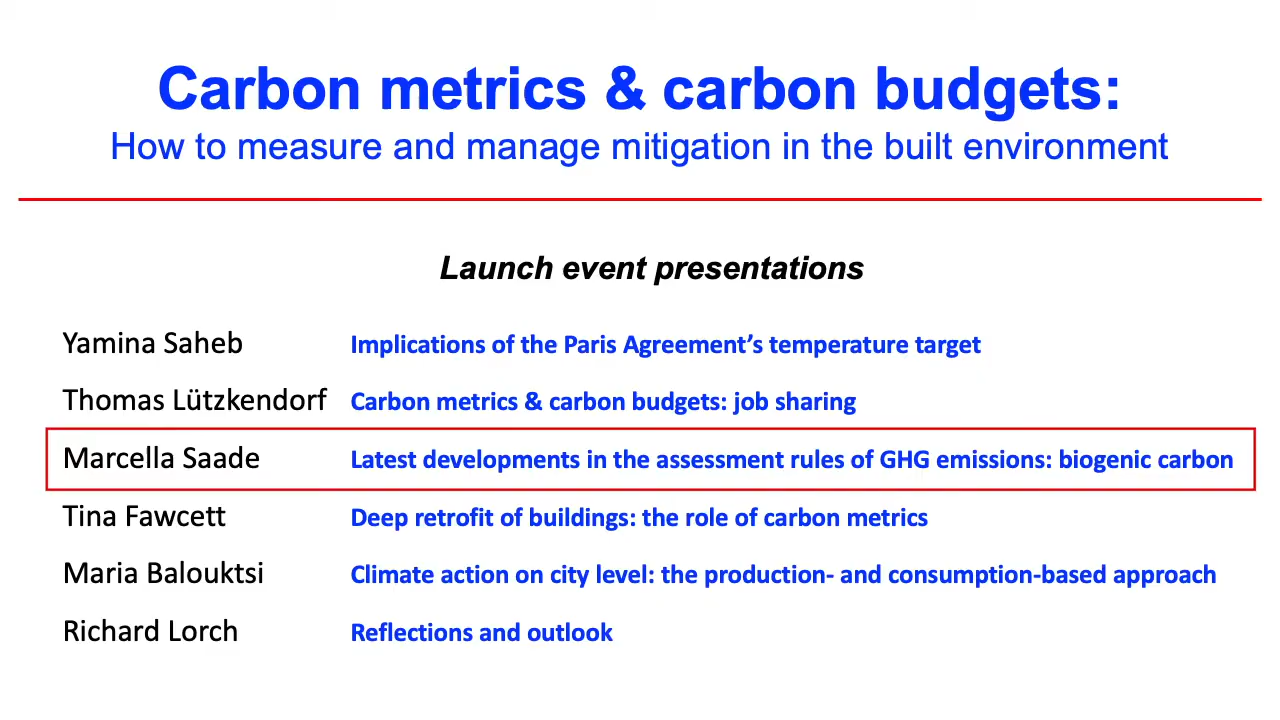 Carbon metrics & carbon budgets:
How to measure and manage mitigation in the built environment
Launch event presentations
Yamina Saheb Implications of the Paris Agreement’s temperature target
Thomas Lützkendorf Carbon metrics & carbon budgets: job sharing
Marcella Saade Latest developments in the assessment rules of GHG emissions: biogenic carbon
Tina Fawcett Deep retrofit of buildings: the role of carbon metrics
Maria Balouktsi Climate action on city level: the production- and consumption-based approach
Richard Lorch Reflections and outlook